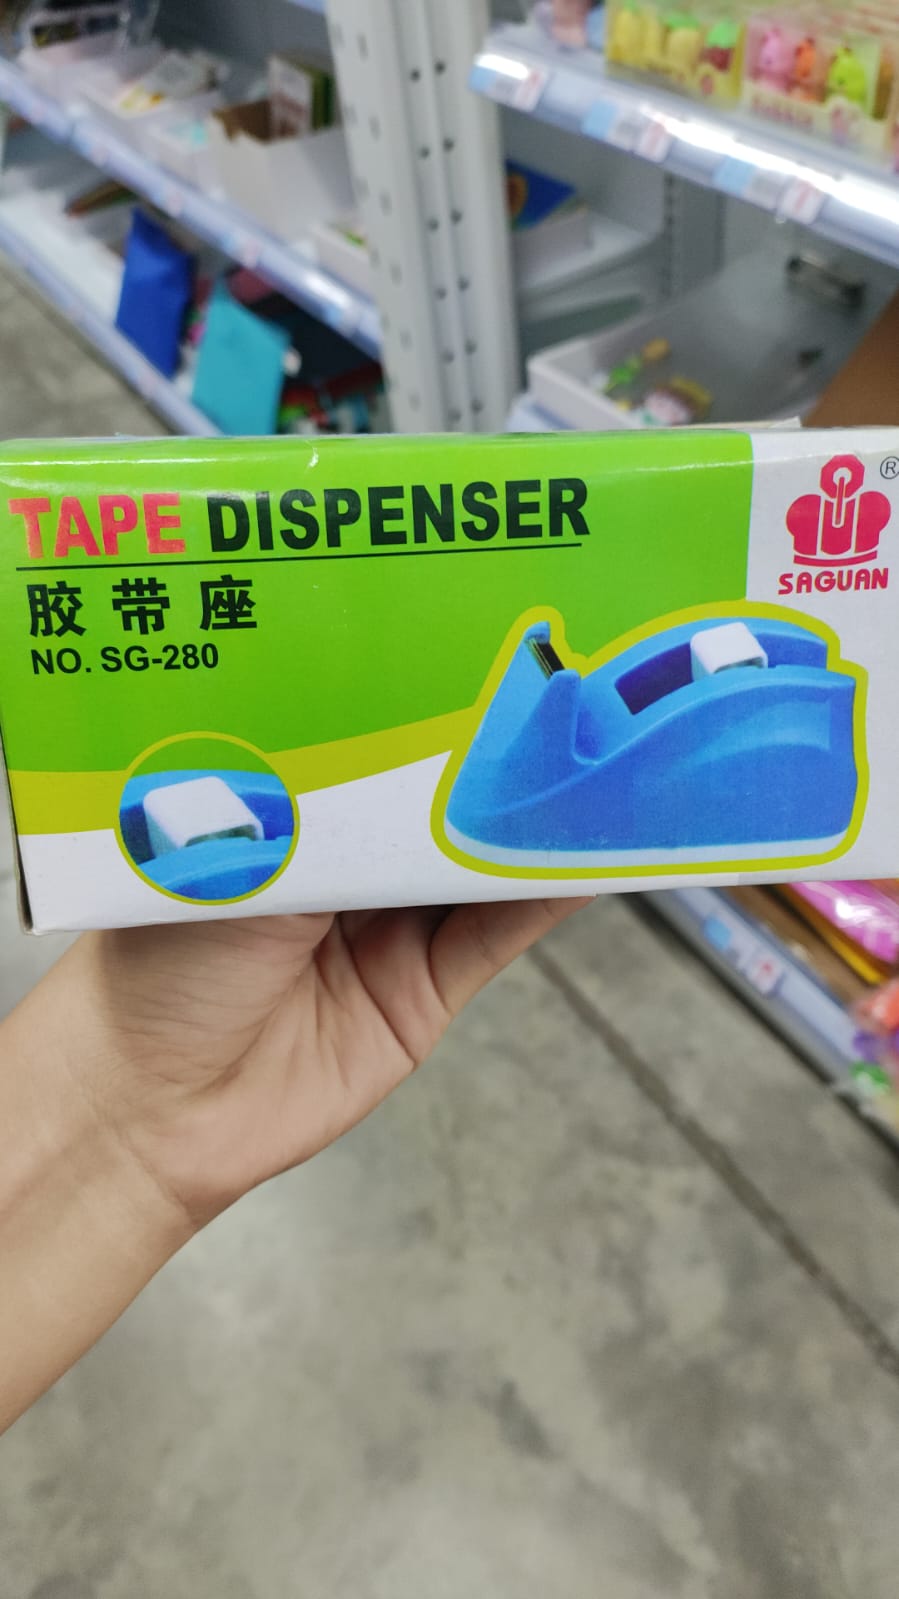 TAPE DISPENSER
胶带座
NO. SG-280
®
SAGUAN